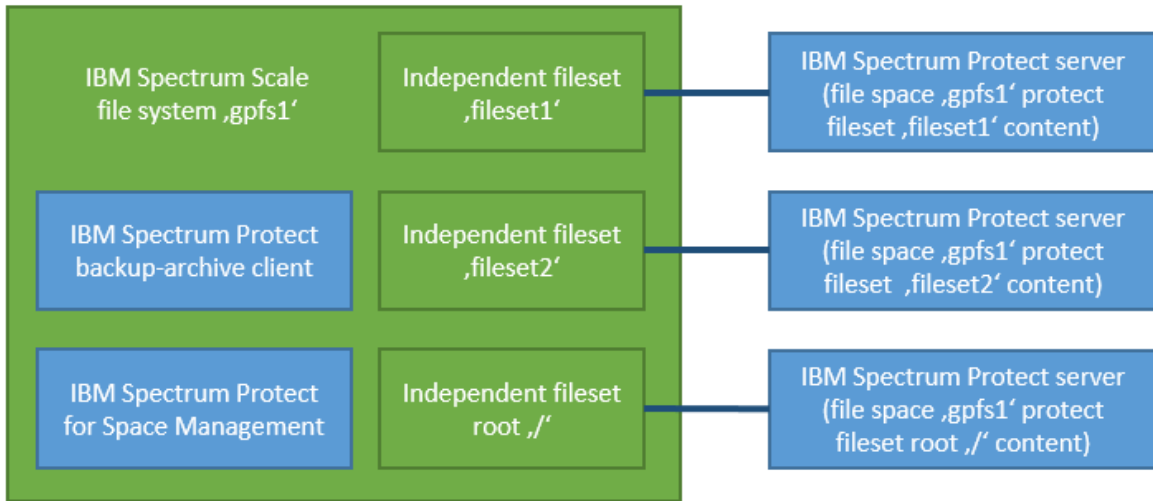 IBM Spectrum Scale
file system ‚gpfs1‘
Independent fileset
‚fileset1‘
IBM Spectrum Protect server
(file space ‚gpfs1‘ protect
fileset ‚fileset1‘ content)
IBM Spectrum Protect
backup-archive client
Independent fileset
‚fileset2‘
IBM Spectrum Protect server
(file space ‚gpfs1‘ protect
fileset ‚fileset2‘ content)
IBM Spectrum Protect
for Space Management
Independent fileset
root ‚/‘
IBM Spectrum Protect server
(file space ‚gpfs1‘ protect
fileset root ‚/‘ content)